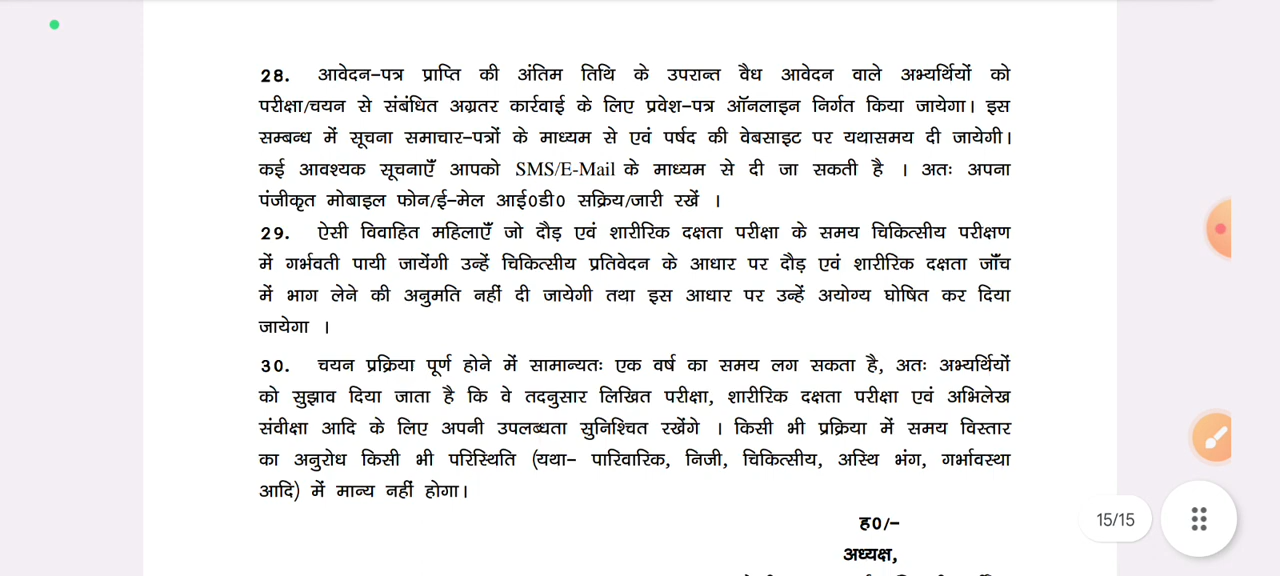 28. आवेदन-पत्र प्राप्ति की अंतिम तिथि के उपरान्त वैध आवेदन वाले अभ्यर्थियों को
परीक्षा/चयन से संबंधित अग्रतर कार्रवाई के लिए प्रवेश-पत्र ऑनलाइन निर्गत किया जायेगा। इस
सम्बन्ध में सूचना समाचार-पत्रों के माध्यम से एवं पर्षद की वेबसाइट पर यथासमय दी जायेगी।
कई आवश्यक सूचनाएँ आपको SMS/E-Mail के माध्यम से दी जा सकती है । अतः अपना
पंजीकृत मोबाइल फोन/ई-मेल आई0डी0 सक्रिय/जारी रखें ।
29. ऐसी विवाहित महिलाएँ जो दौड़ एवं शारीरिक दक्षता परीक्षा के समय चिकित्सीय परीक्षण
में गर्भवती पायी जायेंगी उन्हें चिकित्सीय प्रतिवेदन के आधार पर दौड़ एवं शारीरिक दक्षता जाँच
में भाग लेने की अनुमति नहीं दी जायेगी तथा इस आधार पर उन्हें अयोग्य घोषित कर दिया
जायेगा ।
30. चयन प्रक्रिया पूर्ण होने में सामान्यतः एक वर्ष का समय लग सकता है, अतः अभ्यर्थियों
को सुझाव दिया जाता है कि वे तदनुसार लिखित परीक्षा, शारीरिक दक्षता परीक्षा एवं अभिलेख
संवीक्षा आदि के लिए अपनी उपलब्धता सुनिश्चित रखेंगे । किसी भी प्रक्रिया में समय विस्तार
का अनुरोध किसी भी परिस्थिति (यथा- पारिवारिक, निजी, चिकित्सीय, अस्थि भंग, गर्भावस्था
आदि) में मान्य नहीं होगा।
ह0/-
15/15
अध्यक्ष,